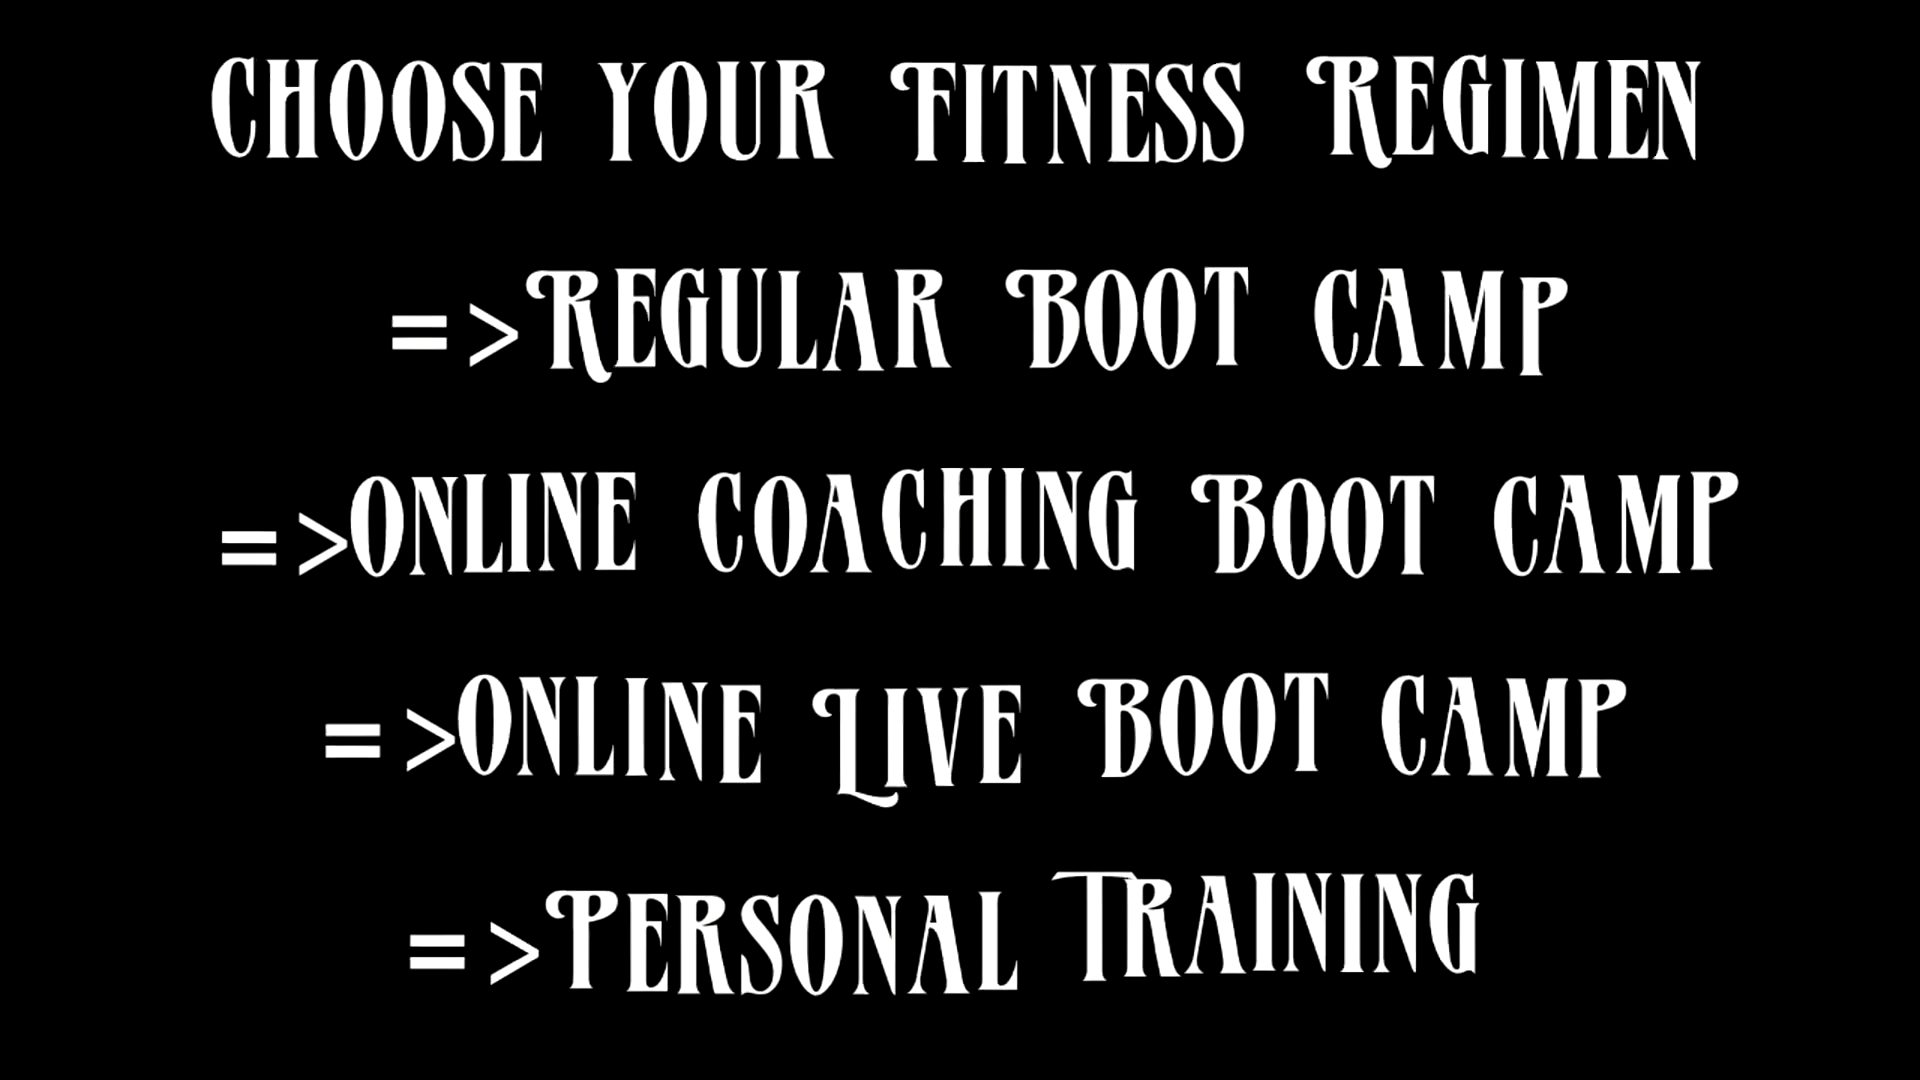 Choose your Fitness Regimen
=>Regular Boot Camp
=>Online Coaching Boot Camp
=>Online Live Boot Camp
=>Personal Training